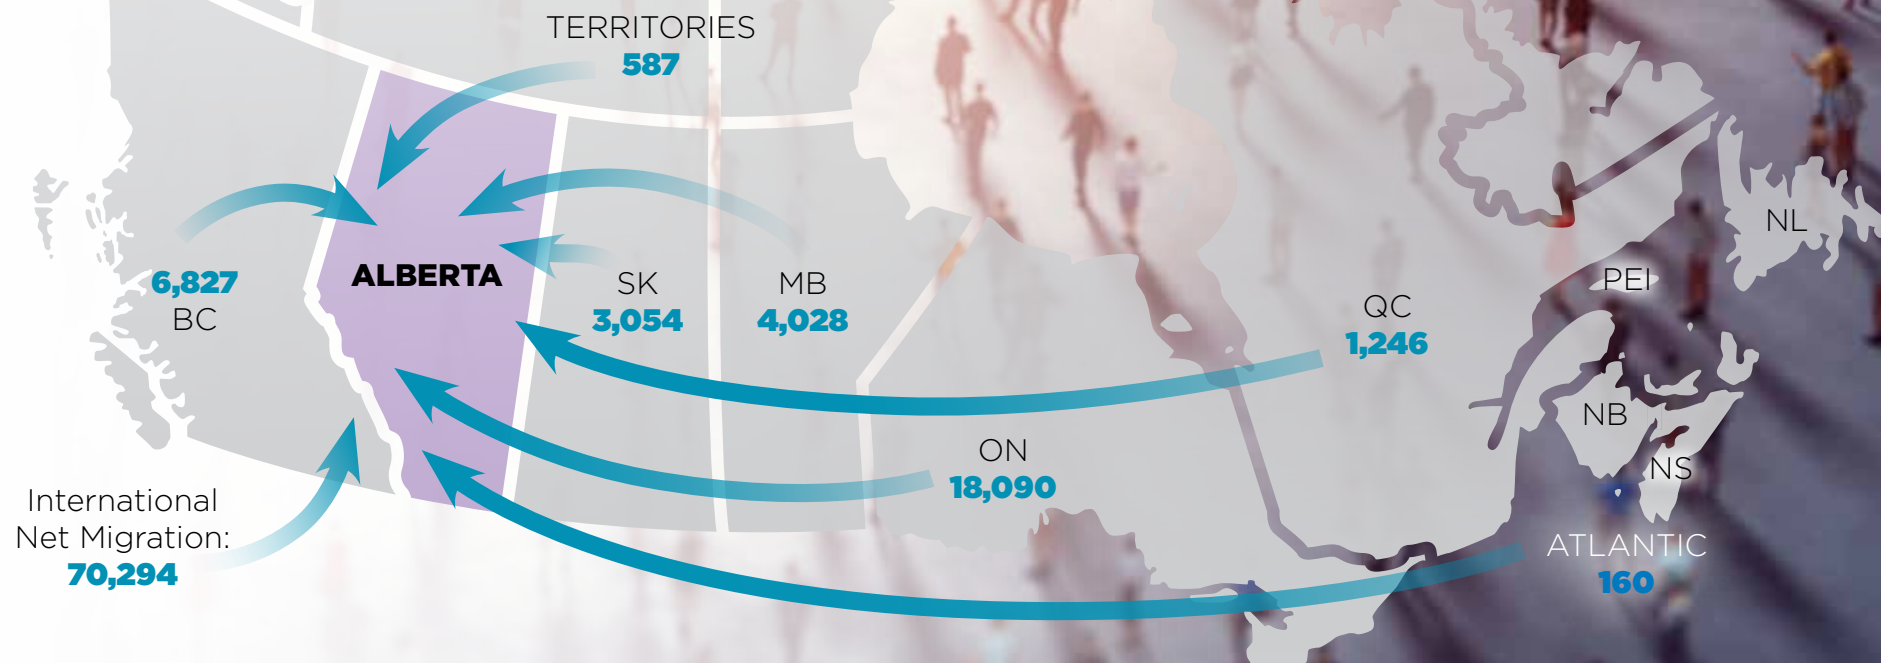 TERRITORIES
587
6,827
BC
ALBERTA
SK
3,054
MB
4,028
QC
1,246
NL
PEI
NB
NS
ON
18,090
International
Net Migration:
70,294
ATLANTIC
160